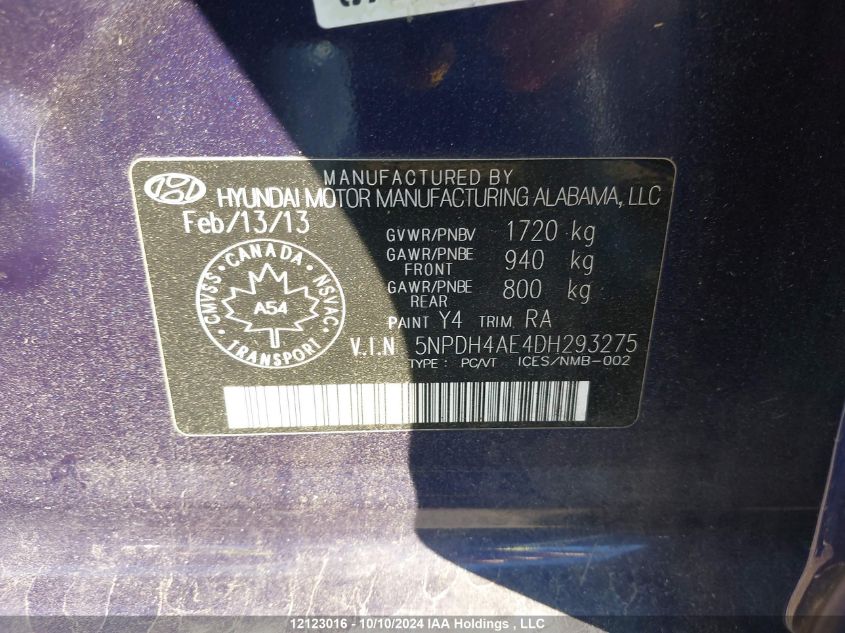 MANUFACTURED BY
HYUNDAI MOTOR MANUFACTURING ALABAMA, LLC
Feb/13/13
GVWR/PNBV 1720 kg
GAWR/PNBE FRONT 940 kg
GAWR/PNBE REAR 800 kg
CANADA
CMVSS NSVAC
A54
TRANSPORT
PAINT Y4 TRIM RA
V.I.N 5NPDH4AE4DH293275
TYPE : PC/VT ICES/NMB-002
12123016 - 10/10/2024 IAA Holdings , LLC